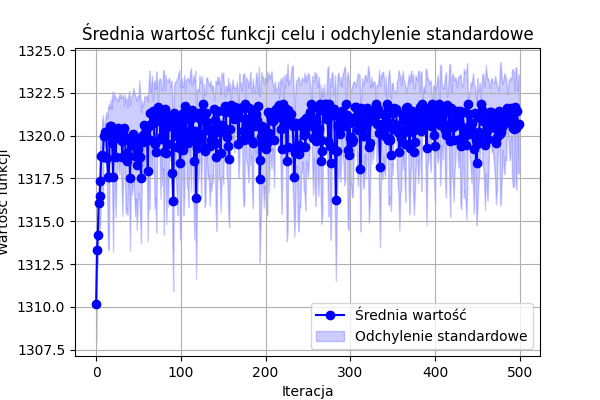 Średnia wartość funkcji celu i odchylenie standardowe
1325.0
1322.5
1320.0
1317.5
1315.0
1312.5
1310.0
1307.5
Wartość funkcji
0
100
200
300
400
500
Iteracja
Średnia wartość
Odchylenie standardowe